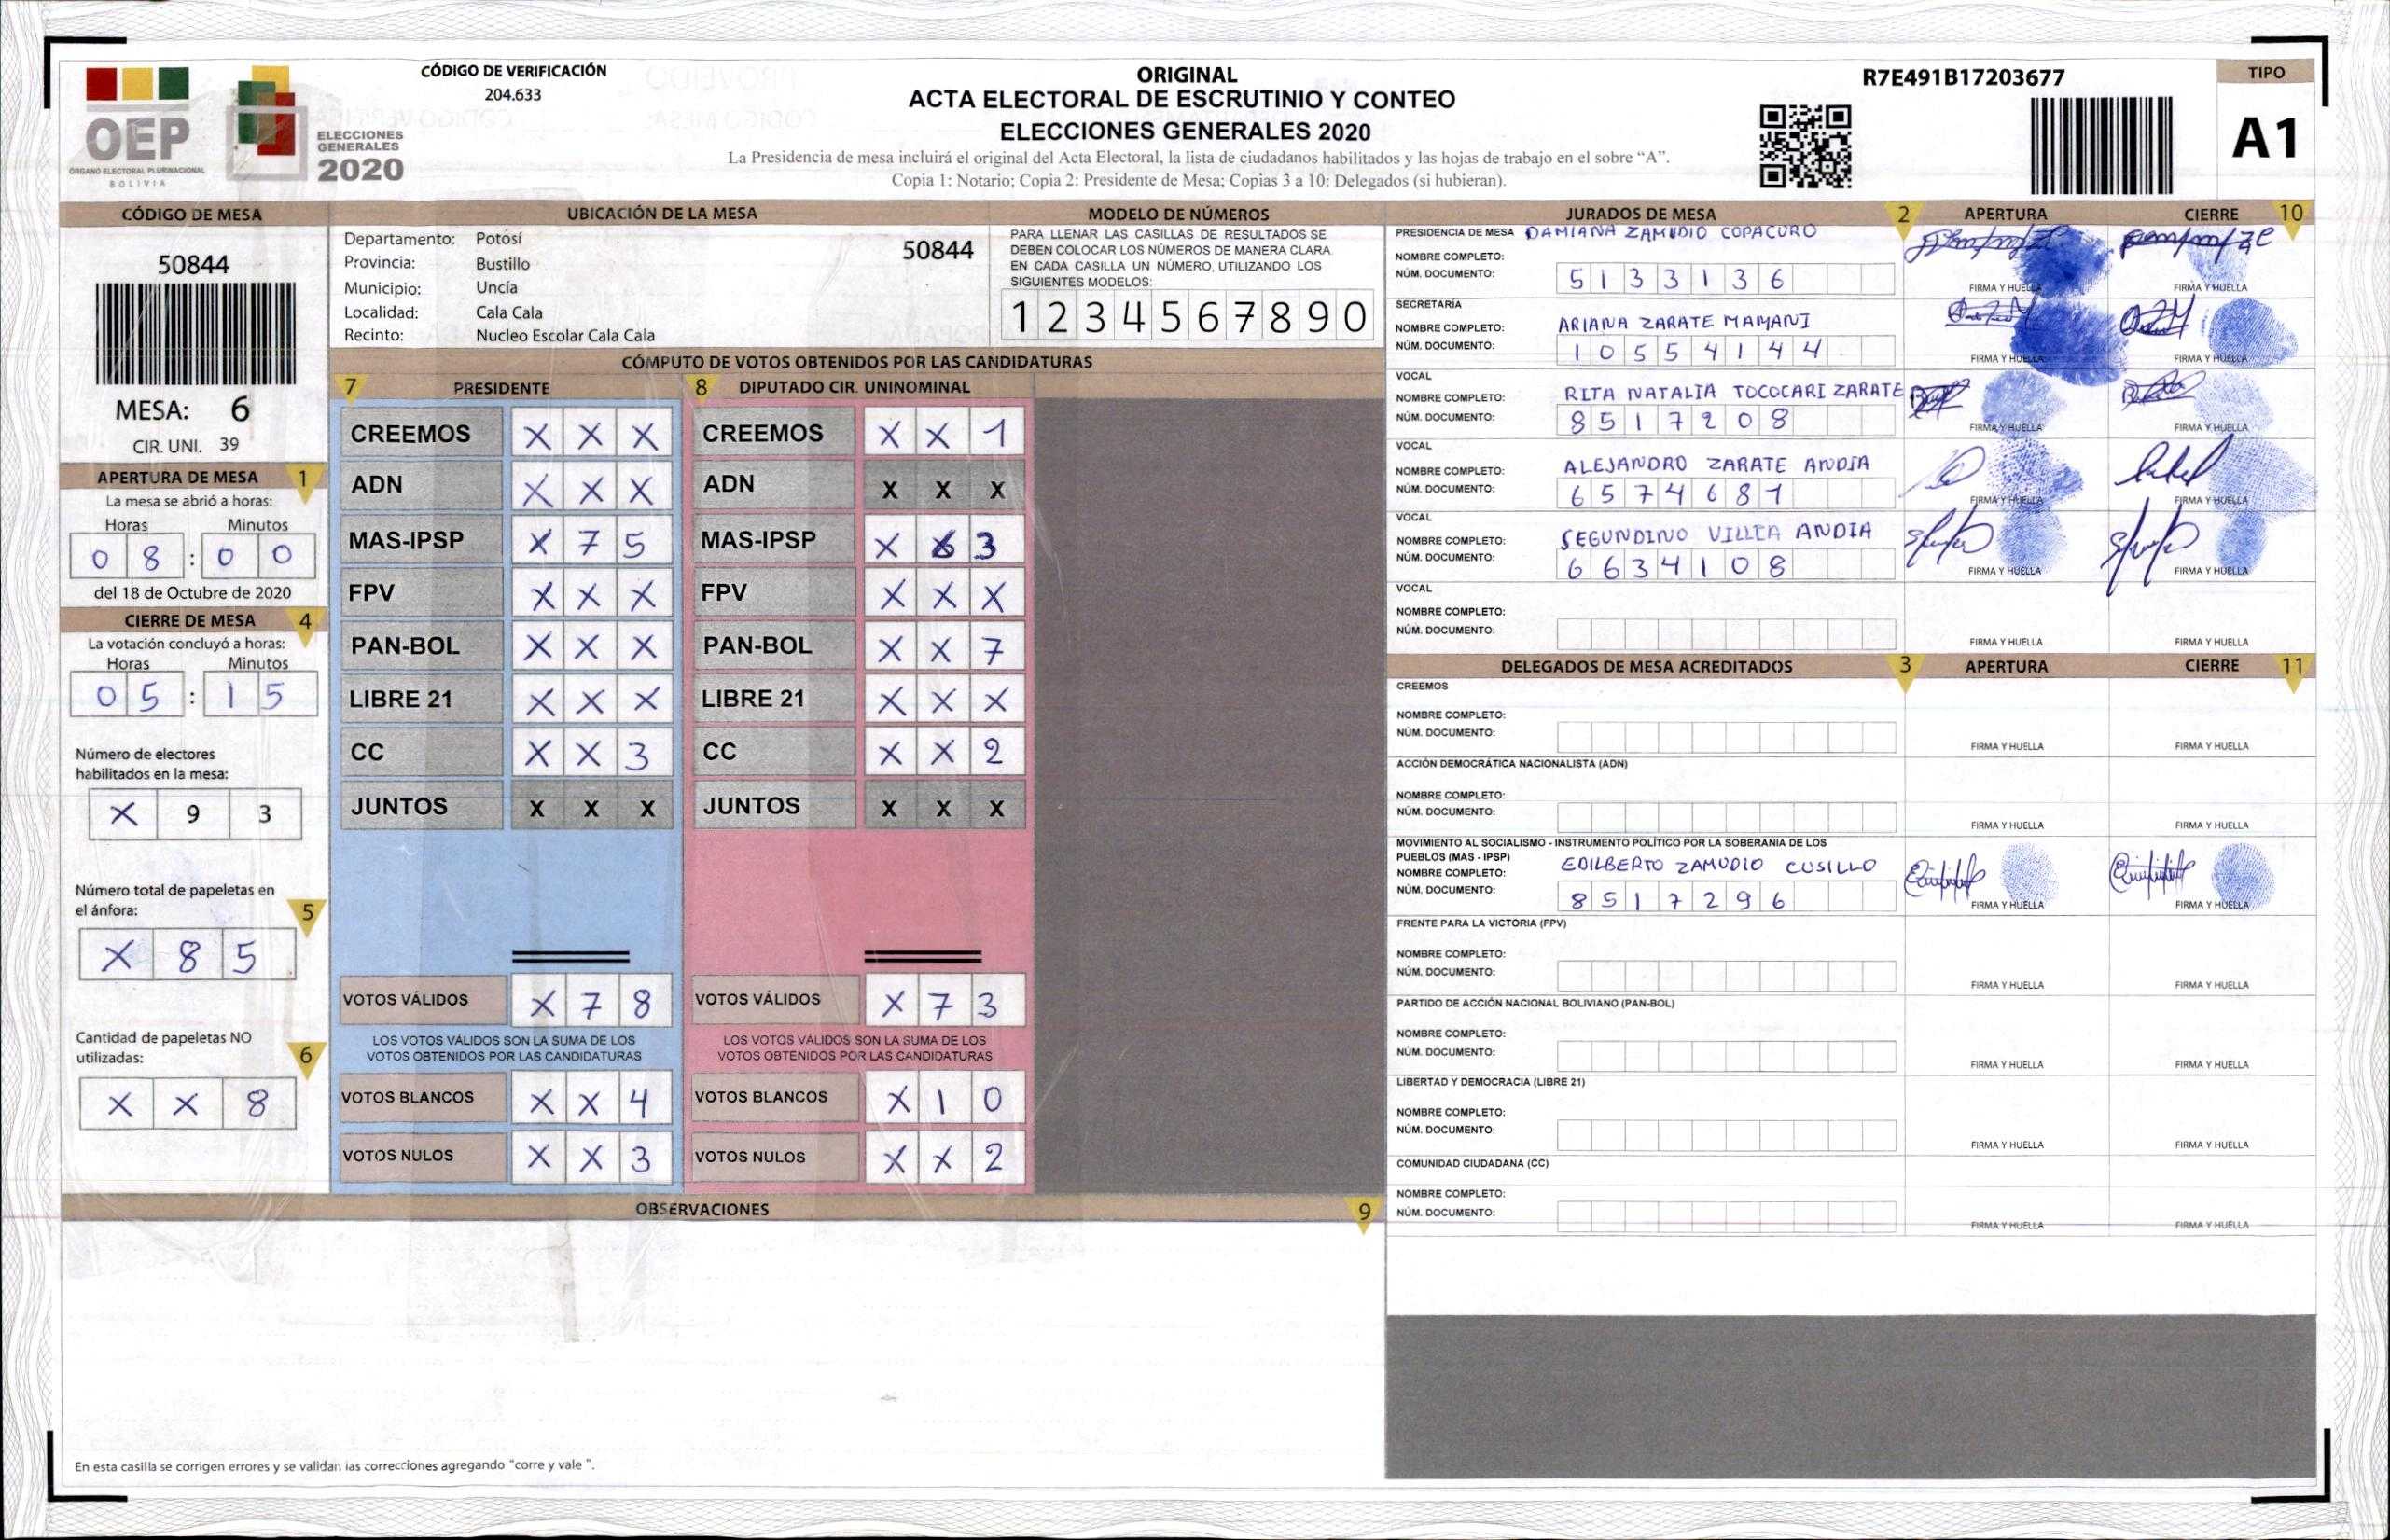 CÓDIGO DE VERIFICACIÓN
204.633
OEP
ÓRGANO ELECTORAL PLURINACIONAL
BOLIVIA
ELECCIONES
GENERALES
2020
ORIGINAL
ACTA ELECTORAL DE ESCRUTINIO Y CONTEO
ELECCIONES GENERALES 2020
La Presidencia de mesa incluirá el original del Acta Electoral, la lista de ciudadanos habilitados y las hojas de trabajo en el sobre “A”.
Copia 1: Notario; Copia 2: Presidente de Mesa; Copias 3 a 10: Delegados (si hubieran).
R7E491B17203677
TIPO
A1
CÓDIGO DE MESA
50844
MESA: 6
CIR. UNI. 39
APERTURA DE MESA 1
La mesa se abrió a horas:
Horas Minutos
0 8 : 0 0
del 18 de Octubre de 2020
CIERRE DE MESA 4
La votación concluyó a horas:
Horas Minutos
0 5 : 1 5
Número de electores
habilitados en la mesa:
X 9 3
Número total de papeletas en
el ánfora: 5
X 8 5
Cantidad de papeletas NO
utilizadas: 6
X X 8
UBICACIÓN DE LA MESA
Departamento: Potosí 50844
Provincia: Bustillo
Municipio: Uncía
Localidad: Cala Cala
Recinto: Nucleo Escolar Cala Cala
MODELO DE NÚMEROS
PARA LLENAR LAS CASILLAS DE RESULTADOS SE
DEBEN COLOCAR LOS NÚMEROS DE MANERA CLARA.
EN CADA CASILLA UN NÚMERO, UTILIZANDO LOS
SIGUIENTES MODELOS:
1 2 3 4 5 6 7 8 9 0
CÓMPUTO DE VOTOS OBTENIDOS POR LAS CANDIDATURAS
7 PRESIDENTE
CREEMOS X X X
ADN X X X
MAS-IPSP X 7 5
FPV X X X
PAN-BOL X X X
LIBRE 21 X X X
CC X X 3
JUNTOS X X X
VOTOS VÁLIDOS X 7 8
LOS VOTOS VÁLIDOS SON LA SUMA DE LOS
VOTOS OBTENIDOS POR LAS CANDIDATURAS
VOTOS BLANCOS X X 4
VOTOS NULOS X X 3
8 DIPUTADO CIR. UNINOMINAL
CREEMOS X X 1
ADN X X X
MAS-IPSP X 6 3
FPV X X X
PAN-BOL X X 7
LIBRE 21 X X X
CC X X 2
JUNTOS X X X
VOTOS VÁLIDOS X 7 3
LOS VOTOS VÁLIDOS SON LA SUMA DE LOS
VOTOS OBTENIDOS POR LAS CANDIDATURAS
VOTOS BLANCOS X 1 0
VOTOS NULOS X X 2
OBSERVACIONES 9
En esta casilla se corrigen errores y se validan las correcciones agregando “corre y vale ”.
JURADOS DE MESA 2 APERTURA CIERRE 10
PRESIDENCIA DE MESA DAMIANA ZAMUDIO COPACURO
NOMBRE COMPLETO:
NÚM. DOCUMENTO: 5 1 3 3 1 3 6
FIRMA Y HUELLA FIRMA Y HUELLA
SECRETARÍA
NOMBRE COMPLETO: ARIANA ZARATE MAMANI
NÚM. DOCUMENTO: 1 0 5 5 4 1 4 4
FIRMA Y HUELLA FIRMA Y HUELLA
VOCAL
NOMBRE COMPLETO: RITA NATALIA TOCOCARI ZARATE
NÚM. DOCUMENTO: 8 5 1 7 2 0 8
FIRMA Y HUELLA FIRMA Y HUELLA
VOCAL
NOMBRE COMPLETO: ALEJANDRO ZARATE ANDIA
NÚM. DOCUMENTO: 6 5 7 4 6 8 1
FIRMA Y HUELLA FIRMA Y HUELLA
VOCAL
NOMBRE COMPLETO: SEGUNDINO VILLCA ANDIA
NÚM. DOCUMENTO: 6 6 3 4 1 0 8
FIRMA Y HUELLA FIRMA Y HUELLA
VOCAL
NOMBRE COMPLETO:
NÚM. DOCUMENTO:
FIRMA Y HUELLA FIRMA Y HUELLA
DELEGADOS DE MESA ACREDITADOS 3 APERTURA CIERRE 11
CREEMOS
NOMBRE COMPLETO:
NÚM. DOCUMENTO:
FIRMA Y HUELLA FIRMA Y HUELLA
ACCIÓN DEMOCRÁTICA NACIONALISTA (ADN)
NOMBRE COMPLETO:
NÚM. DOCUMENTO:
FIRMA Y HUELLA FIRMA Y HUELLA
MOVIMIENTO AL SOCIALISMO - INSTRUMENTO POLÍTICO POR LA SOBERANIA DE LOS
PUEBLOS (MAS - IPSP)
NOMBRE COMPLETO: EDILBERTO ZAMUDIO CUSILLO
NÚM. DOCUMENTO: 8 5 1 7 2 9 6
FIRMA Y HUELLA FIRMA Y HUELLA
FRENTE PARA LA VICTORIA (FPV)
NOMBRE COMPLETO:
NÚM. DOCUMENTO:
FIRMA Y HUELLA FIRMA Y HUELLA
PARTIDO DE ACCIÓN NACIONAL BOLIVIANO (PAN-BOL)
NOMBRE COMPLETO:
NÚM. DOCUMENTO:
FIRMA Y HUELLA FIRMA Y HUELLA
LIBERTAD Y DEMOCRACIA (LIBRE 21)
NOMBRE COMPLETO:
NÚM. DOCUMENTO:
FIRMA Y HUELLA FIRMA Y HUELLA
COMUNIDAD CIUDADANA (CC)
NOMBRE COMPLETO:
NÚM. DOCUMENTO:
FIRMA Y HUELLA FIRMA Y HUELLA